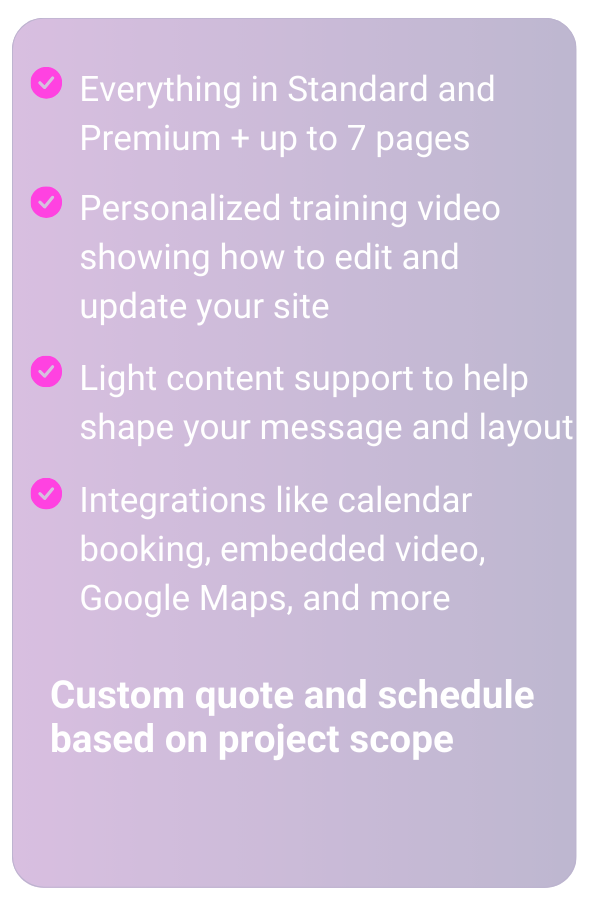 Everything in Standard and
Premium + up to 7 pages
Personalized training video
showing how to edit and
update your site
Light content support to help
shape your message and layout
Integrations like calendar
booking, embedded video,
Google Maps, and more
Custom quote and schedule
based on project scope